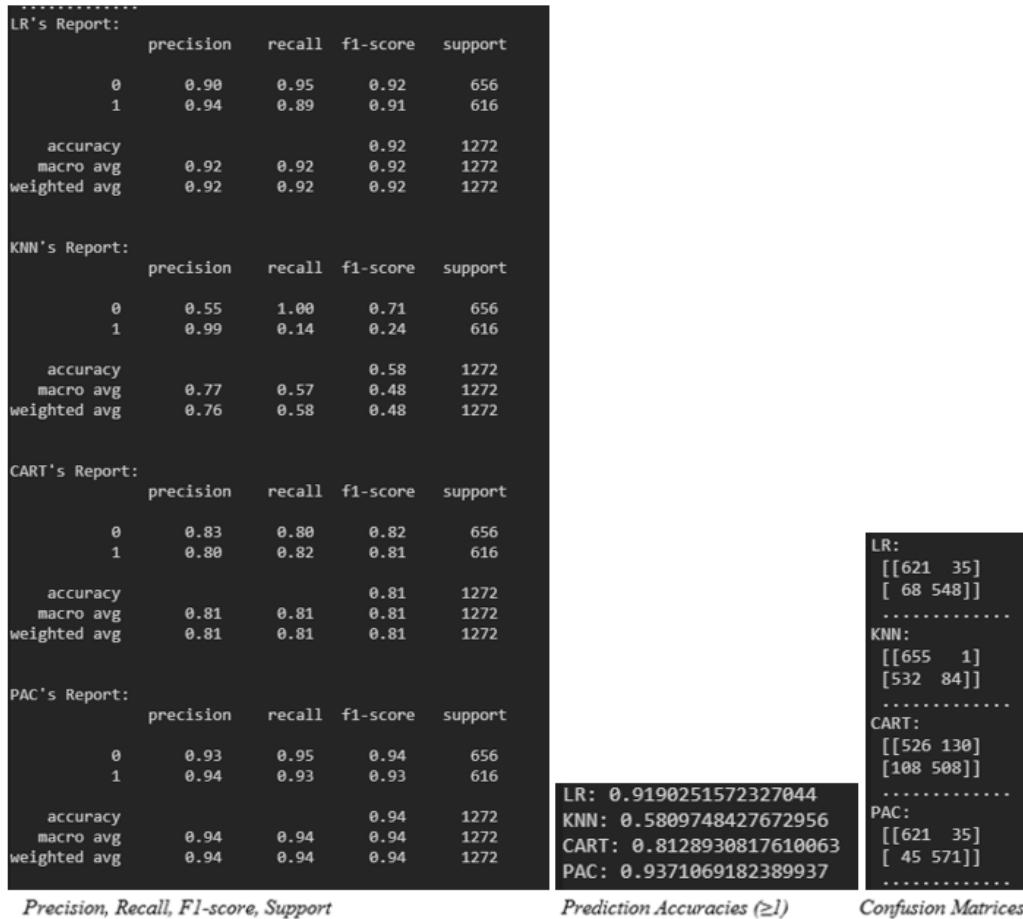 .............
LR's Report:
precision recall f1-score support
0 0.90 0.95 0.92 656
1 0.94 0.89 0.91 616
accuracy 0.92 1272
macro avg 0.92 0.92 0.92 1272
weighted avg 0.92 0.92 0.92 1272
KNN's Report:
precision recall f1-score support
0 0.55 1.00 0.71 656
1 0.99 0.14 0.24 616
accuracy 0.58 1272
macro avg 0.77 0.57 0.48 1272
weighted avg 0.76 0.58 0.48 1272
CART's Report:
precision recall f1-score support
0 0.83 0.80 0.82 656
1 0.80 0.82 0.81 616
accuracy 0.81 1272
macro avg 0.81 0.81 0.81 1272
weighted avg 0.81 0.81 0.81 1272
PAC's Report:
precision recall f1-score support
0 0.93 0.95 0.94 656
1 0.94 0.93 0.93 616
accuracy 0.94 1272
macro avg 0.94 0.94 0.94 1272
weighted avg 0.94 0.94 0.94 1272
Precision, Recall, F1-score, Support
LR: 0.9190251572327044
KNN: 0.5809748427672956
CART: 0.8128930817610063
PAC: 0.9371069182389937
Prediction Accuracies (≥1)
LR:
[[621 35]
[ 68 548]]
.............
KNN:
[[655 1]
[532 84]]
.............
CART:
[[526 130]
[108 508]]
.............
PAC:
[[621 35]
[ 45 571]]
.............
Confusion Matrices